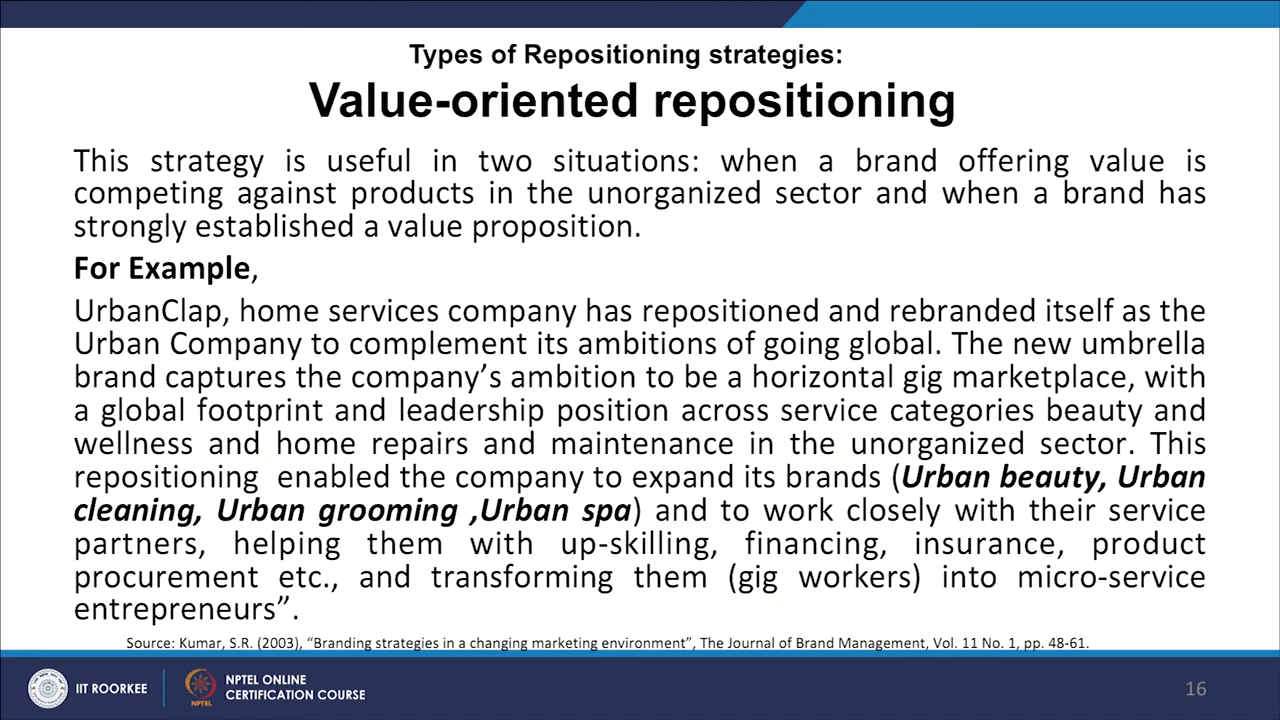 Types of Repositioning strategies:
Value-oriented repositioning
This strategy is useful in two situations: when a brand offering value is
competing against products in the unorganized sector and when a brand has
strongly established a value proposition.
For Example,
UrbanClap, home services company has repositioned and rebranded itself as the
Urban Company to complement its ambitions of going global. The new umbrella
brand captures the company’s ambition to be a horizontal gig marketplace, with
a global footprint and leadership position across service categories beauty and
wellness and home repairs and maintenance in the unorganized sector. This
repositioning enabled the company to expand its brands (Urban beauty, Urban
cleaning, Urban grooming ,Urban spa) and to work closely with their service
partners, helping them with up-skilling, financing, insurance, product
procurement etc., and transforming them (gig workers) into micro-service
entrepreneurs”.
Source: Kumar, S.R. (2003), “Branding strategies in a changing marketing environment”, The Journal of Brand Management, Vol. 11 No. 1, pp. 48-61.
IIT ROORKEE
NPTEL
NPTEL ONLINE
CERTIFICATION COURSE
16